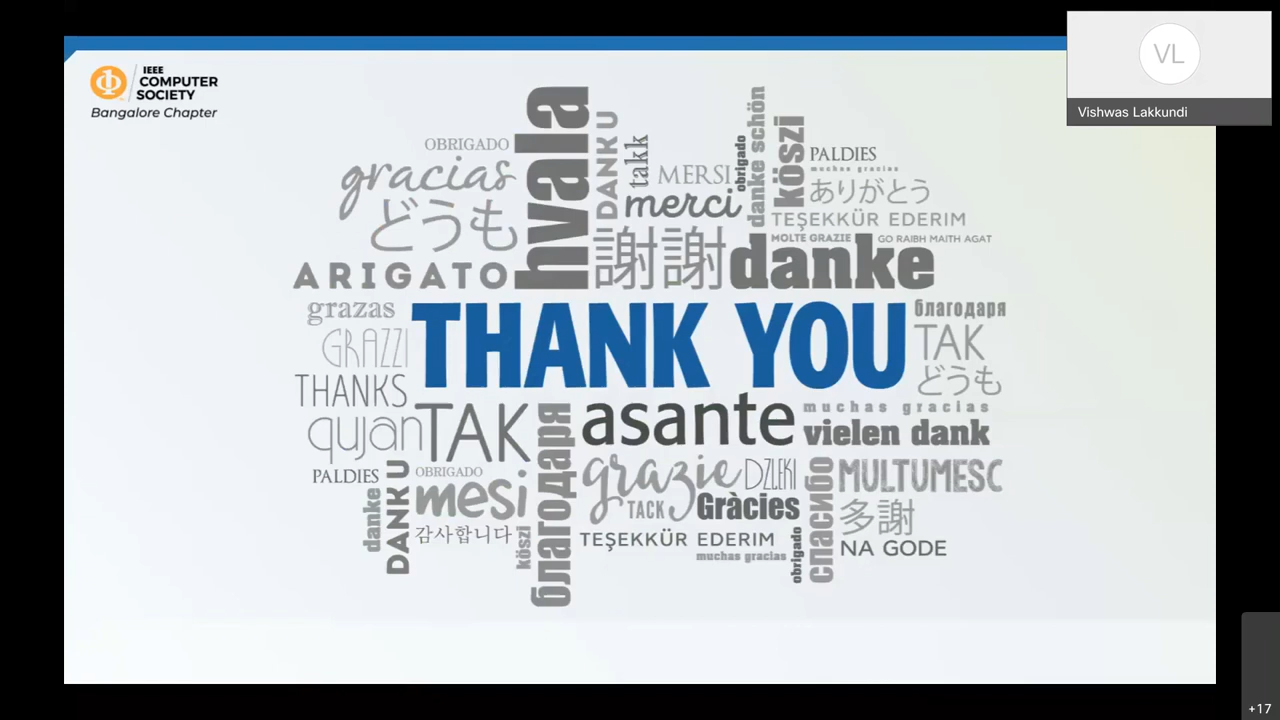 IEEE
COMPUTER
SOCIETY
Bangalore Chapter
VL
Vishwas Lakkundi
OBRIGADO
gracias
どうも
ARIGATO
hvala
DANKU
takk
MERSI
merci
謝謝
obrigado
danke schön
köszi
PALDIES
muchas gracias
ありがとう
TEŞEKKÜR EDERIM
MOLTE GRAZIE
GO RAIBH MAITH AGAT
danke
grazas
GRAZZI
THANKS
THANK YOU
благодаря
TAK
どうも
qujan
TAK
благодаря
asante
muchas gracias
vielen dank
PALDIES
danke
DANKU
OBRIGADO
mesi
감사합니다
köszi
grazie
DZIEKI
TACK
Gràcies
TEŞEKKÜR EDERIM
muchas gracias
obrigado
спасибо
MULTUMESC
多謝
NA GODE
+17